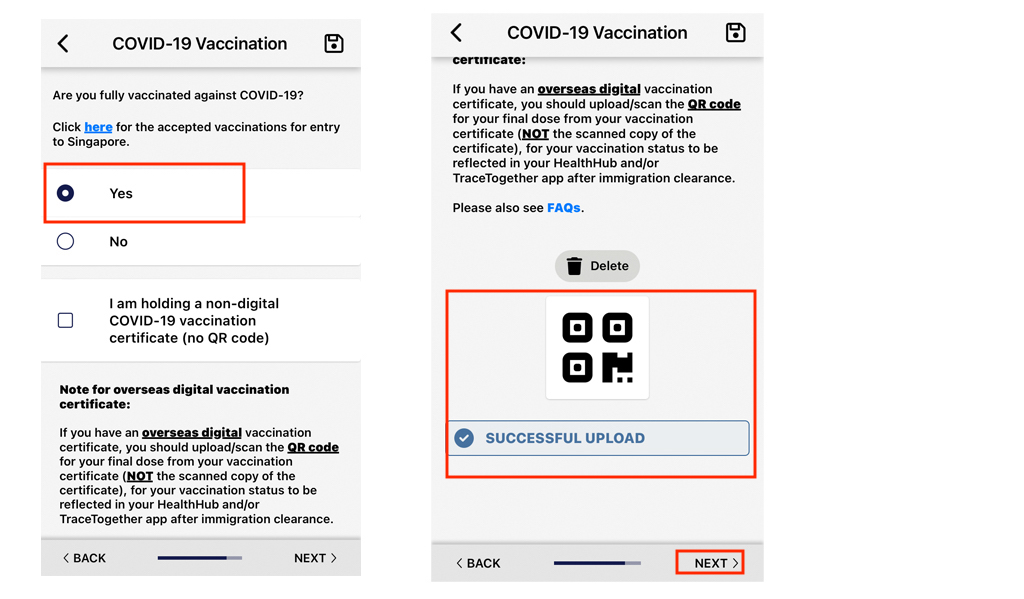 COVID-19 Vaccination
Are you fully vaccinated against COVID-19?
Click here for the accepted vaccinations for entry
to Singapore.
Yes
No
I am holding a non-digital
COVID-19 vaccination
certificate (no QR code)
Note for overseas digital vaccination
certificate:
If you have an overseas digital vaccination
certificate, you should upload/scan the QR code
for your final dose from your vaccination
certificate (NOT the scanned copy of the
certificate), for your vaccination status to be
reflected in your HealthHub and/or
TraceTogether app after immigration clearance.
BACK
NEXT
COVID-19 Vaccination
certificate:
If you have an overseas digital vaccination
certificate, you should upload/scan the QR code
for your final dose from your vaccination
certificate (NOT the scanned copy of the
certificate), for your vaccination status to be
reflected in your HealthHub and/or
TraceTogether app after immigration clearance.
Please also see FAQs.
Delete
SUCCESSFUL UPLOAD
BACK
NEXT